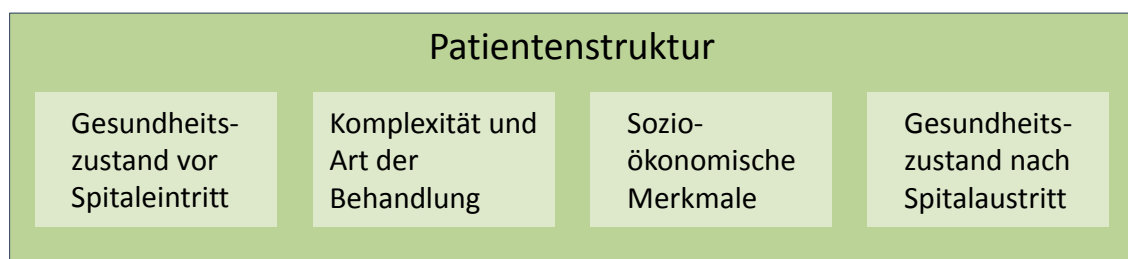 Patientenstruktur
Gesundheits-
zustand vor
Spitaleintritt
Komplexität und
Art der
Behandlung
Sozio-
ökonomische
Merkmale
Gesundheits-
zustand nach
Spitalaustritt